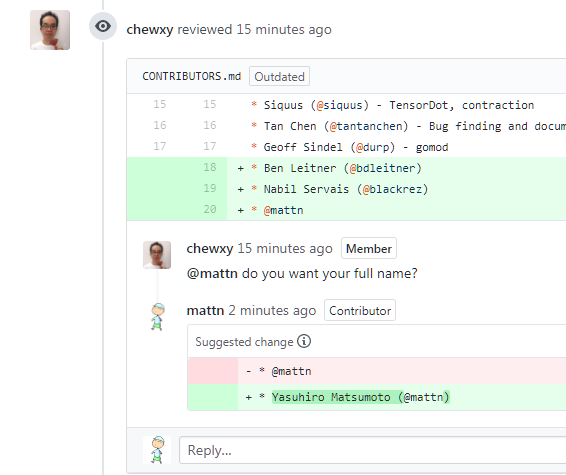 chewxy reviewed 15 minutes ago
CONTRIBUTORS.md Outdated
15 15 * Siquus (@siquus) - TensorDot, contraction
16 16 * Tan Chen (@tantanchen) - Bug finding and docum
17 17 * Geoff Sindel (@durp) - gomod
18 + * Ben Leitner (@bdleitner)
19 + * Nabil Servais (@blackrez)
20 + * @mattn
chewxy 15 minutes ago Member
@mattn do you want your full name?
mattn 2 minutes ago Contributor
Suggested change
- * @mattn
+ * Yasuhiro Matsumoto (@mattn)
Reply...